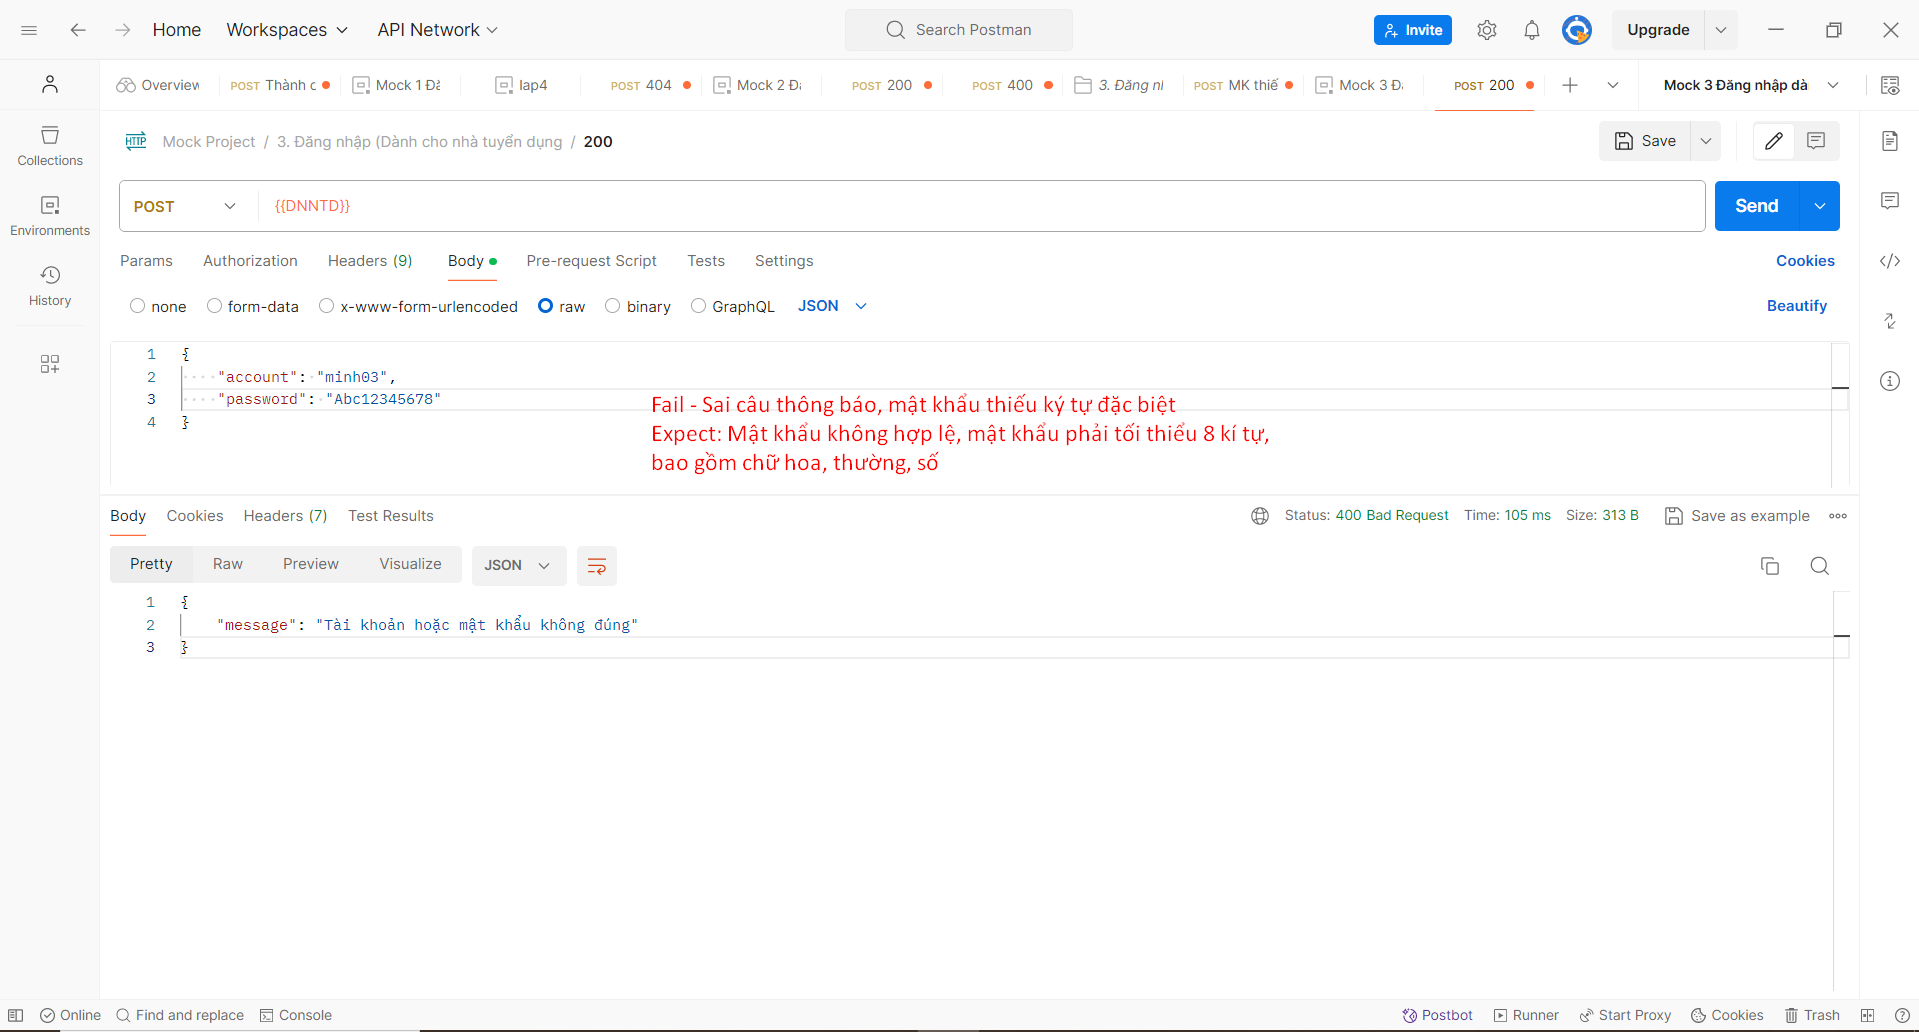 Home Workspaces API Network Search Postman Invite Upgrade
Overview POST Thành c Mock 1 Đă lap4 POST 404 Mock 2 Đă POST 200 POST 400 3. Đăng nl POST MK thiế Mock 3 Đă POST 200 Mock 3 Đăng nhập dà
Collections
Environments
History
HTTP Mock Project / 3. Đăng nhập (Dành cho nhà tuyển dụng / 200 Save
POST {{DNNTD}} Send
Params Authorization Headers (9) Body Pre-request Script Tests Settings Cookies
none form-data x-www-form-urlencoded raw binary GraphQL JSON Beautify
1 {
2 "account": "minh03",
3 "password": "Abc12345678"
4 }
Fail - Sai câu thông báo, mật khẩu thiếu ký tự đặc biệt
Expect: Mật khẩu không hợp lệ, mật khẩu phải tối thiểu 8 kí tự,
bao gồm chữ hoa, thường, số
Body Cookies Headers (7) Test Results Status: 400 Bad Request Time: 105 ms Size: 313 B Save as example
Pretty Raw Preview Visualize JSON
1 {
2 "message": "Tài khoản hoặc mật khẩu không đúng"
3 }
Online Find and replace Console Postbot Runner Start Proxy Cookies Trash